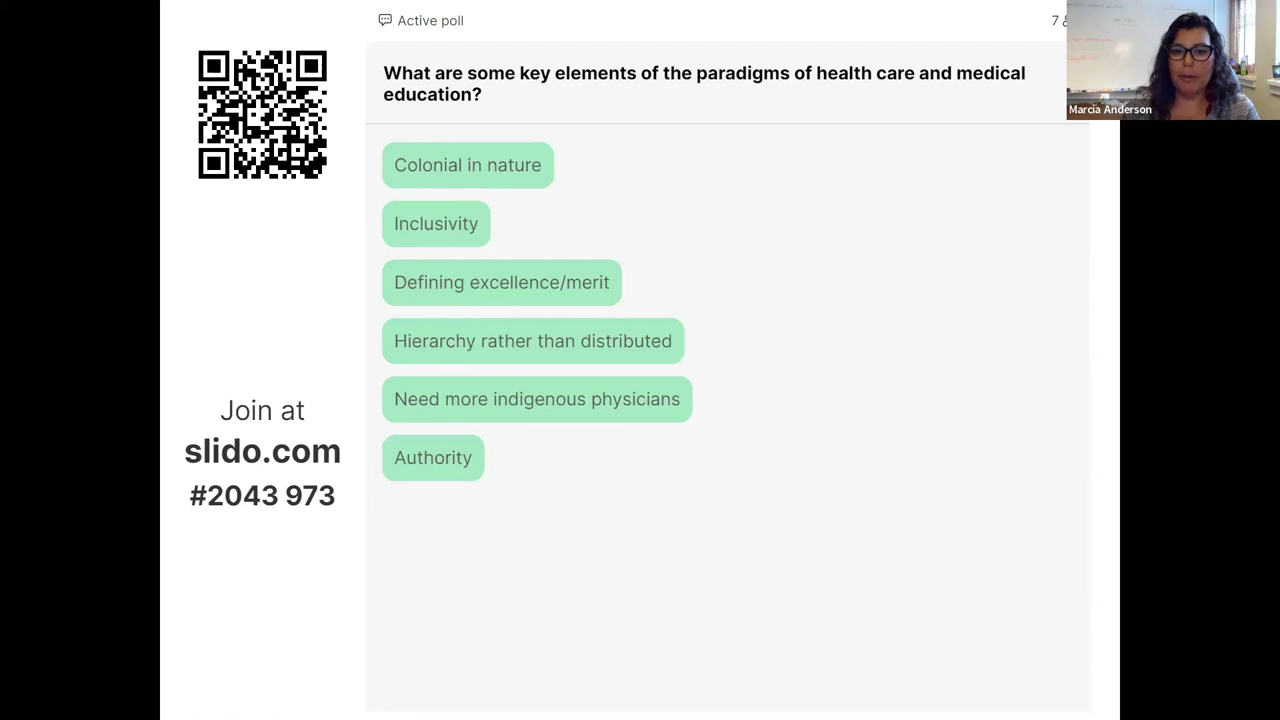 Active poll
7
What are some key elements of the paradigms of health care and medical
education?
Marcia Anderson
Colonial in nature
Inclusivity
Defining excellence/merit
Hierarchy rather than distributed
Need more indigenous physicians
Authority
Join at
slido.com
#2043 973